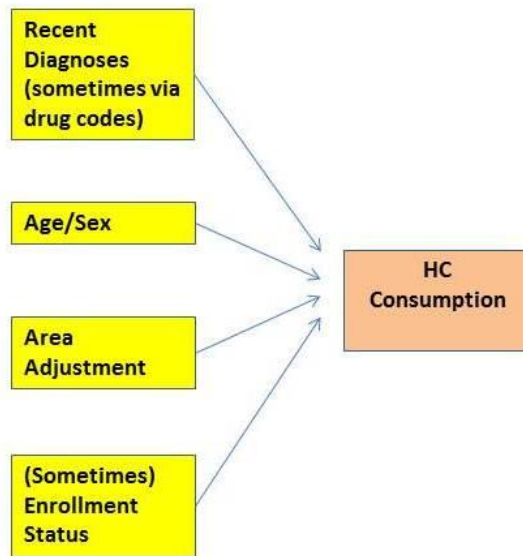 Recent
Diagnoses
(sometimes via
drug codes)
Age/Sex
Area
Adjustment
(Sometimes)
Enrollment
Status
HC
Consumption